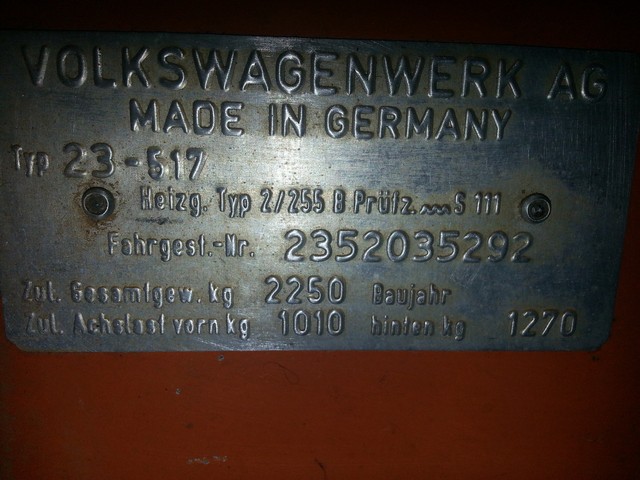 VOLKSWAGENWERK AG
MADE IN GERMANY
Typ 23-517
Heizg. Typ 2/255 B Prüfz. 〰 S 111
Fahrgest.-Nr. 2352035292
Zul. Gesamtgew. kg 2250 Baujahr
Zul. Achslast vorn kg 1010 hinten kg 1270